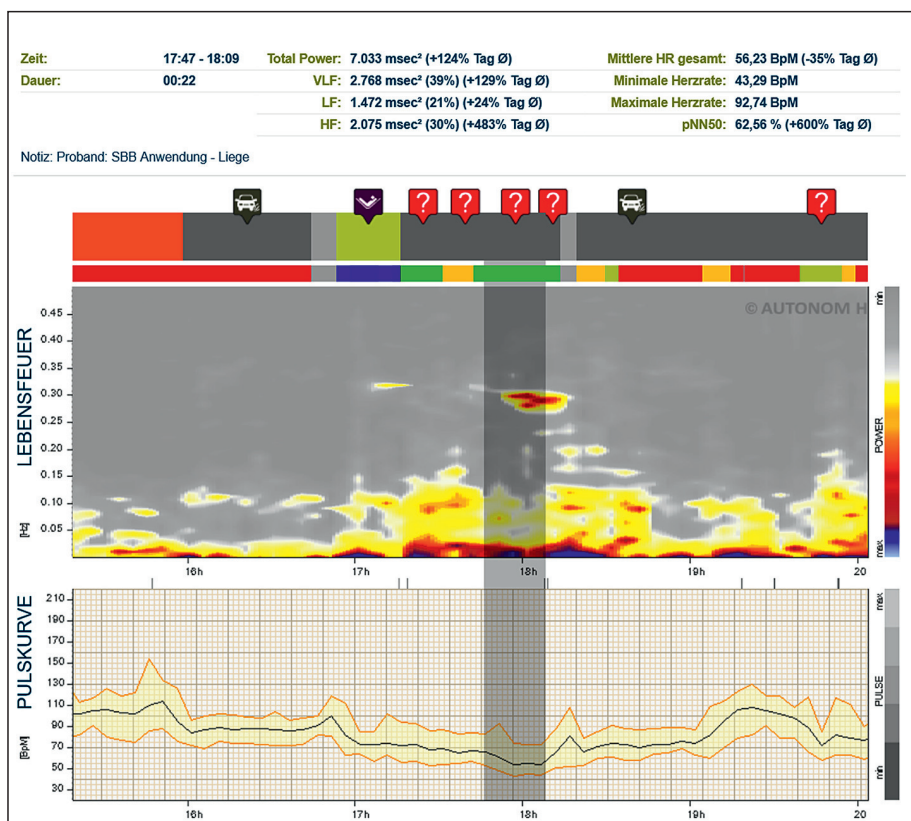 Zeit: 17:47 - 18:09 Total Power: 7.033 msec² (+124% Tag Ø) Mittlere HR gesamt: 56,23 BpM (-35% Tag Ø)
Dauer: 00:22 VLF: 2.768 msec² (39%) (+129% Tag Ø) Minimale Herzrate: 43,29 BpM
LF: 1.472 msec² (21%) (+24% Tag Ø) Maximale Herzrate: 92,74 BpM
HF: 2.075 msec² (30%) (+483% Tag Ø) pNN50: 62,56 % (+600% Tag Ø)
Notiz: Proband: SBB Anwendung - Liege
? ? ? ? ?
© AUTONOM H
LEBENSFEUER
[Hz]
0.45
0.40
0.35
0.30
0.25
0.20
0.15
0.10
0.05
min
POWER
max
16h 17h 18h 19h 20
PULSKURVE
[BpN]
210
190
170
150
130
110
90
70
50
30
max
PULSE
min
16h 17h 18h 19h 20